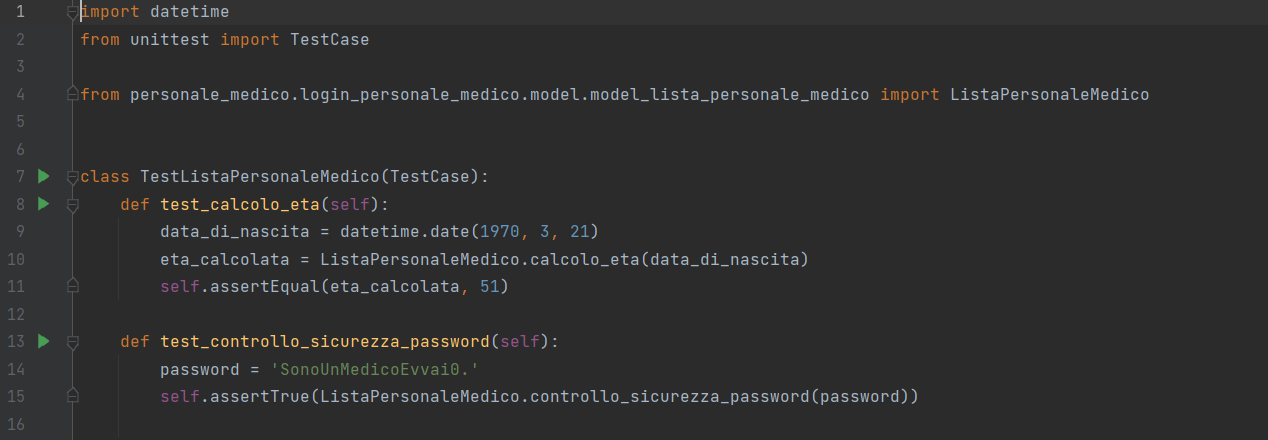 1 import datetime
2 from unittest import TestCase
3
4 from personale_medico.login_personale_medico.model.model_lista_personale_medico import ListaPersonaleMedico
5
6
7 class TestListaPersonaleMedico(TestCase):
8     def test_calcolo_eta(self):
9         data_di_nascita = datetime.date(1970, 3, 21)
10         eta_calcolata = ListaPersonaleMedico.calcolo_eta(data_di_nascita)
11         self.assertEqual(eta_calcolata, 51)
12
13     def test_controllo_sicurezza_password(self):
14         password = 'SonoUnMedicoEvvai0.'
15         self.assertTrue(ListaPersonaleMedico.controllo_sicurezza_password(password))
16